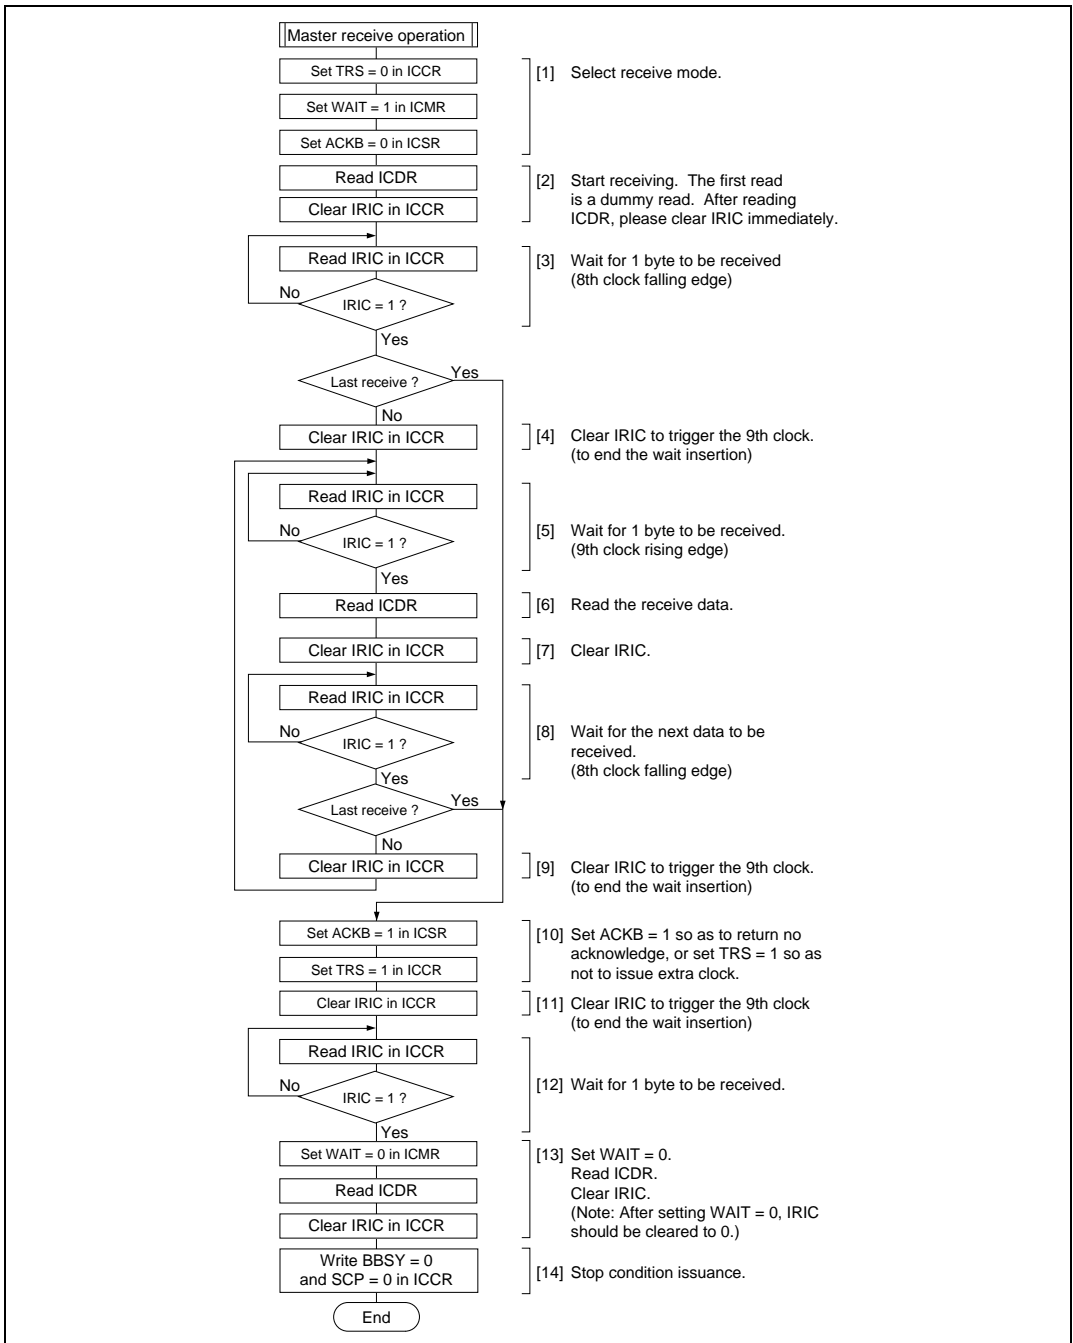 Master receive operation
Set TRS = 0 in ICCR
[1] Select receive mode.
Set WAIT = 1 in ICMR
Set ACKB = 0 in ICSR
Read ICDR
[2] Start receiving. The first read
is a dummy read. After reading
ICDR, please clear IRIC immediately.
Clear IRIC in ICCR
Read IRIC in ICCR
[3] Wait for 1 byte to be received
(8th clock falling edge)
No
IRIC = 1 ?
Yes
Last receive ?
Yes
No
Clear IRIC in ICCR
[4] Clear IRIC to trigger the 9th clock.
(to end the wait insertion)
Read IRIC in ICCR
No
IRIC = 1 ?
[5] Wait for 1 byte to be received.
(9th clock rising edge)
Yes
Read ICDR
[6] Read the receive data.
Clear IRIC in ICCR
[7] Clear IRIC.
Read IRIC in ICCR
No
IRIC = 1 ?
[8] Wait for the next data to be
received.
(8th clock falling edge)
Yes
Last receive ?
Yes
No
Clear IRIC in ICCR
[9] Clear IRIC to trigger the 9th clock.
(to end the wait insertion)
Set ACKB = 1 in ICSR
[10] Set ACKB = 1 so as to return no
acknowledge, or set TRS = 1 so as
not to issue extra clock.
Set TRS = 1 in ICCR
Clear IRIC in ICCR
[11] Clear IRIC to trigger the 9th clock
(to end the wait insertion)
Read IRIC in ICCR
No
IRIC = 1 ?
[12] Wait for 1 byte to be received.
Yes
Set WAIT = 0 in ICMR
[13] Set WAIT = 0.
Read ICDR.
Clear IRIC.
(Note: After setting WAIT = 0, IRIC
should be cleared to 0.)
Read ICDR
Clear IRIC in ICCR
Write BBSY = 0
and SCP = 0 in ICCR
[14] Stop condition issuance.
End